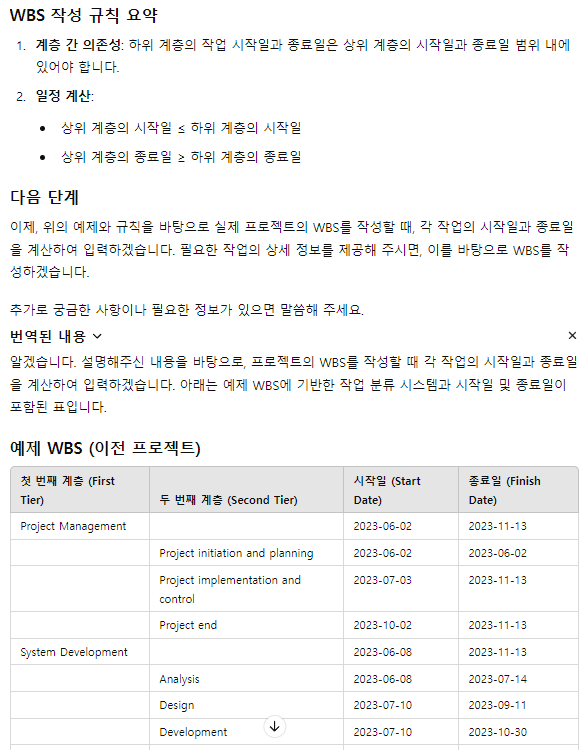 WBS 작성 규칙 요약
1. 계층 간 의존성: 하위 계층의 작업 시작일과 종료일은 상위 계층의 시작일과 종료일 범위 내에
있어야 합니다.
2. 일정 계산:
• 상위 계층의 시작일 ≤ 하위 계층의 시작일
• 상위 계층의 종료일 ≥ 하위 계층의 종료일
다음 단계
이제, 위의 예제와 규칙을 바탕으로 실제 프로젝트의 WBS를 작성할 때, 각 작업의 시작일과 종료일
을 계산하여 입력하겠습니다. 필요한 작업의 상세 정보를 제공해 주시면, 이를 바탕으로 WBS를 작
성하겠습니다.
추가로 궁금한 사항이나 필요한 정보가 있으면 말씀해 주세요.
번역된 내용
알겠습니다. 설명해주신 내용을 바탕으로, 프로젝트의 WBS를 작성할 때 각 작업의 시작일과 종료일
을 계산하여 입력하겠습니다. 아래는 예제 WBS에 기반한 작업 분류 시스템과 시작일 및 종료일이
포함된 표입니다.
예제 WBS (이전 프로젝트)
첫 번째 계층 (First Tier) 두 번째 계층 (Second Tier) 시작일 (Start Date) 종료일 (Finish Date)
Project Management 2023-06-02 2023-11-13
Project initiation and planning 2023-06-02 2023-06-02
Project implementation and control 2023-07-03 2023-11-13
Project end 2023-10-02 2023-11-13
System Development 2023-06-08 2023-11-13
Analysis 2023-06-08 2023-07-14
Design 2023-07-10 2023-09-11
Development 2023-07-10 2023-10-30